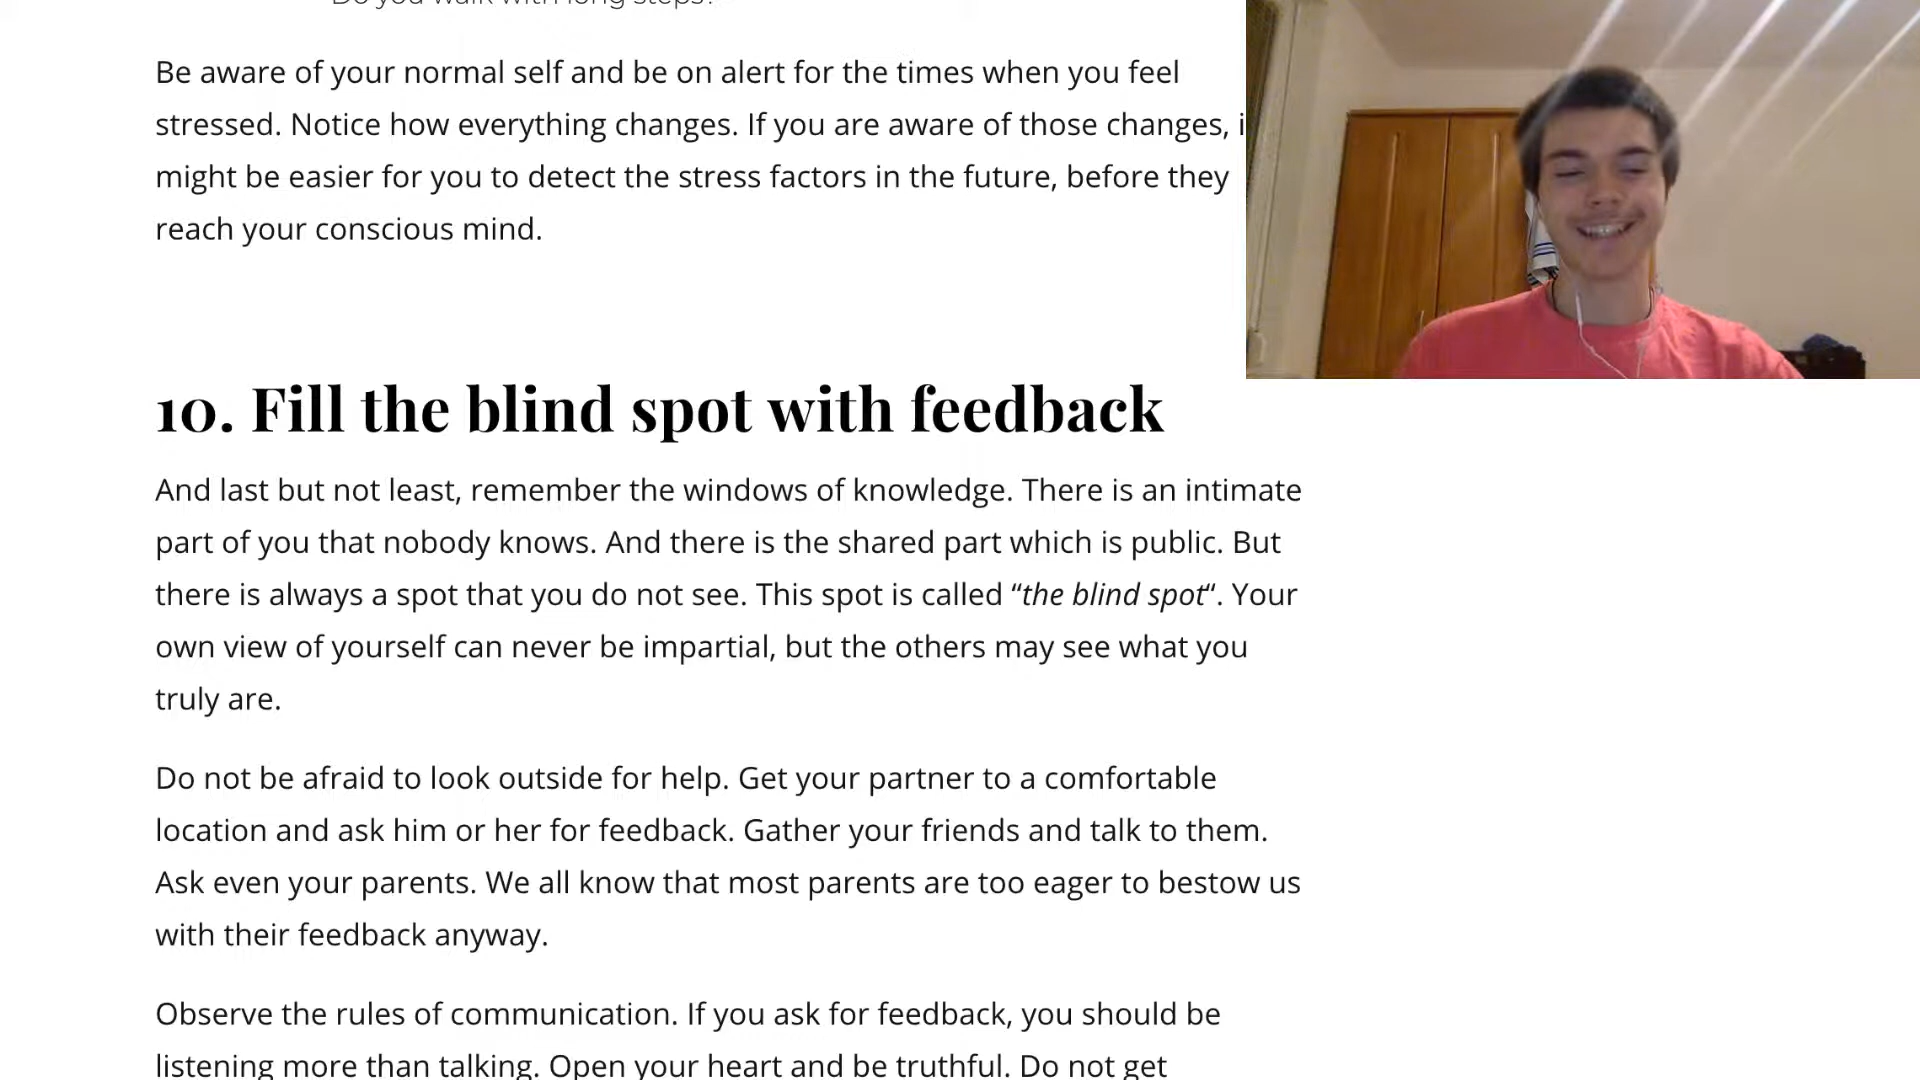 Do you walk with long steps?
Be aware of your normal self and be on alert for the times when you feel
stressed. Notice how everything changes. If you are aware of those changes, i
might be easier for you to detect the stress factors in the future, before they
reach your conscious mind.
10. Fill the blind spot with feedback
And last but not least, remember the windows of knowledge. There is an intimate
part of you that nobody knows. And there is the shared part which is public. But
there is always a spot that you do not see. This spot is called “the blind spot“. Your
own view of yourself can never be impartial, but the others may see what you
truly are.
Do not be afraid to look outside for help. Get your partner to a comfortable
location and ask him or her for feedback. Gather your friends and talk to them.
Ask even your parents. We all know that most parents are too eager to bestow us
with their feedback anyway.
Observe the rules of communication. If you ask for feedback, you should be
listening more than talking. Open your heart and be truthful. Do not get